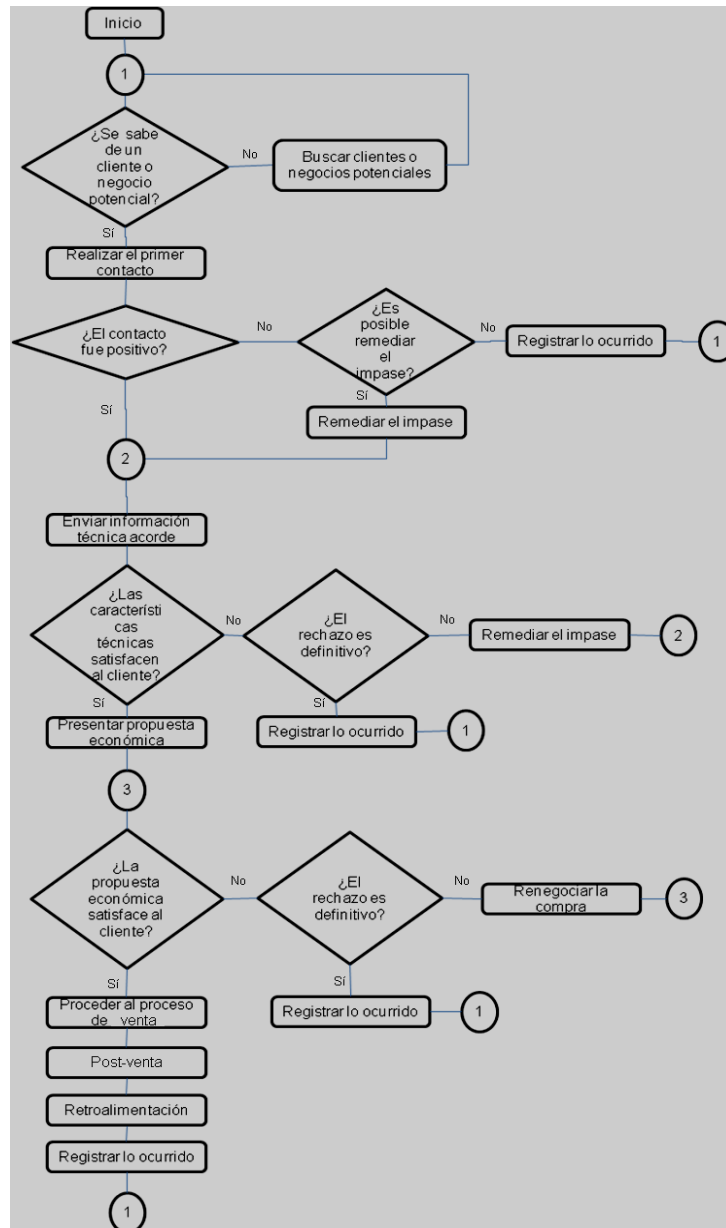 Inicio
1
¿Se sabe
de un
cliente o
negocio
potencial?
No
Buscar clientes o
negocios potenciales
Sí
Realizar el primer
contacto
¿El contacto
fue positivo?
No
¿Es
posible
remediar
el
impase?
No
Registrar lo ocurrido
1
Sí
Sí
Remediar el impase
2
Enviar información
técnica acorde
¿Las
característi
cas
técnicas
satisfacen
al cliente?
No
¿El
rechazo es
definitivo?
No
Remediar el impase
2
Sí
Sí
Presentar propuesta
económica
Registrar lo ocurrido
1
3
¿La
propuesta
económica
satisface al
cliente?
No
¿El
rechazo es
definitivo?
No
Renegociar la
compra
3
Sí
Sí
Proceder al proceso
de venta
Registrar lo ocurrido
1
Post-venta
Retroalimentación
Registrar lo ocurrido
1